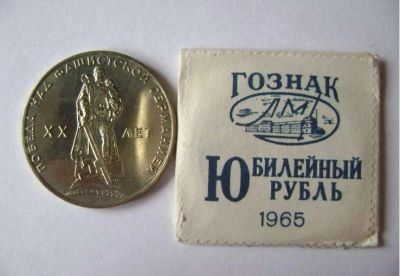 ПОБЕДА НАД ФАШИСТСКОЙ ГЕРМАНИЕЙ
XX ЛЕТ
ГОЗНАК
ЛМД
ЮБИЛЕЙНЫЙ
РУБЛЬ
1965